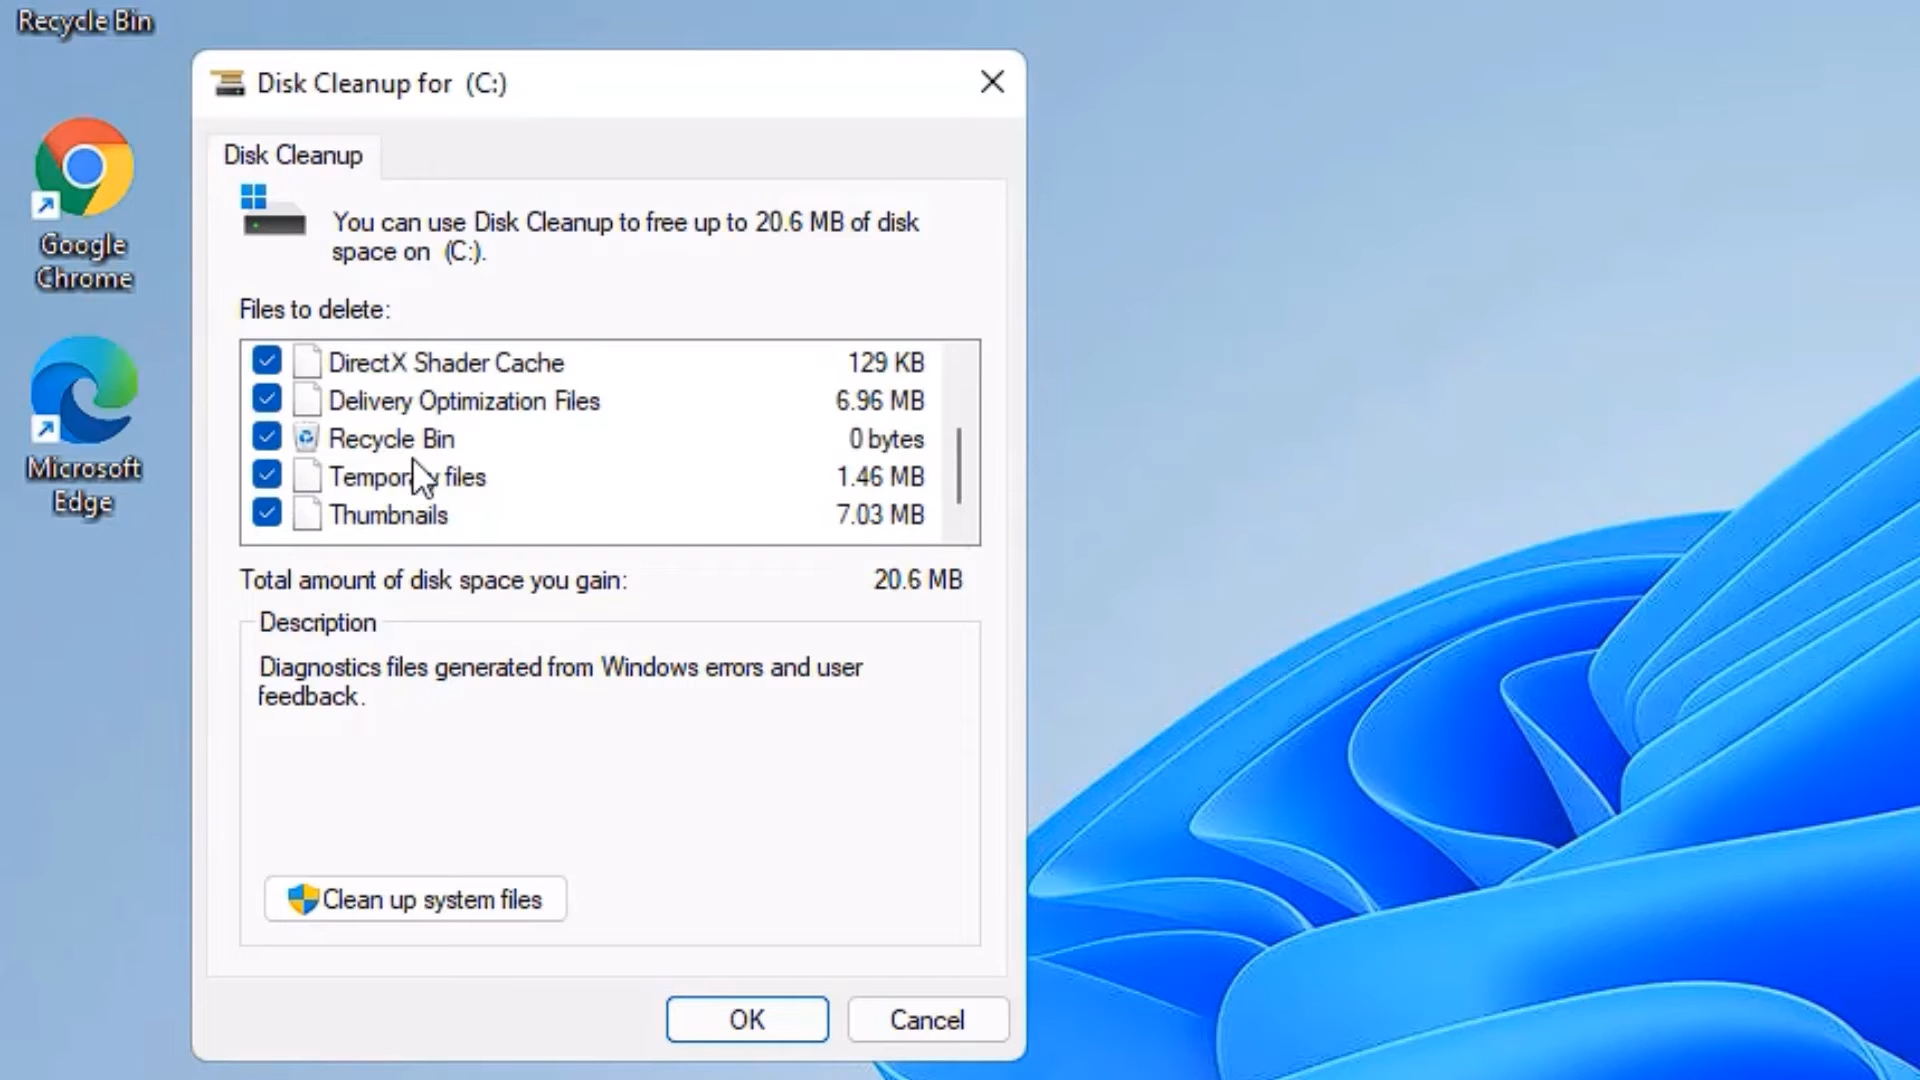 Recycle Bin
Google
Chrome
Microsoft
Edge
Disk Cleanup for (C:)
Disk Cleanup
You can use Disk Cleanup to free up to 20.6 MB of disk
space on (C:).
Files to delete:
DirectX Shader Cache 129 KB
Delivery Optimization Files 6.96 MB
Recycle Bin 0 bytes
Temporary files 1.46 MB
Thumbnails 7.03 MB
Total amount of disk space you gain: 20.6 MB
Description
Diagnostics files generated from Windows errors and user
feedback.
Clean up system files
OK Cancel